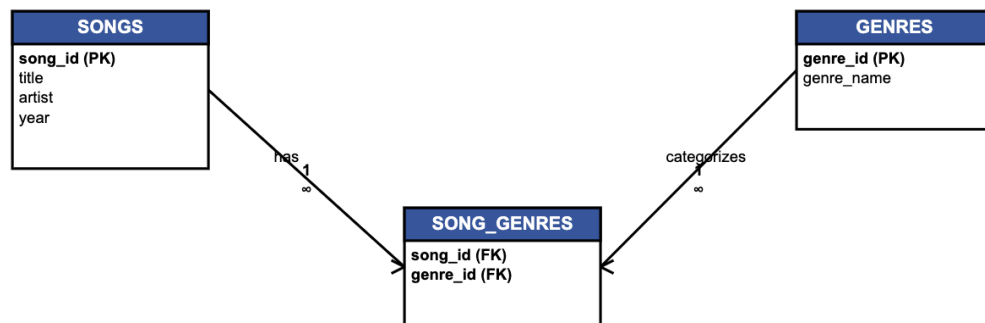 SONGS
song_id (PK)
title
artist
year
GENRES
genre_id (PK)
genre_name
has
1
∞
categorizes
1
∞
SONG_GENRES
song_id (FK)
genre_id (FK)